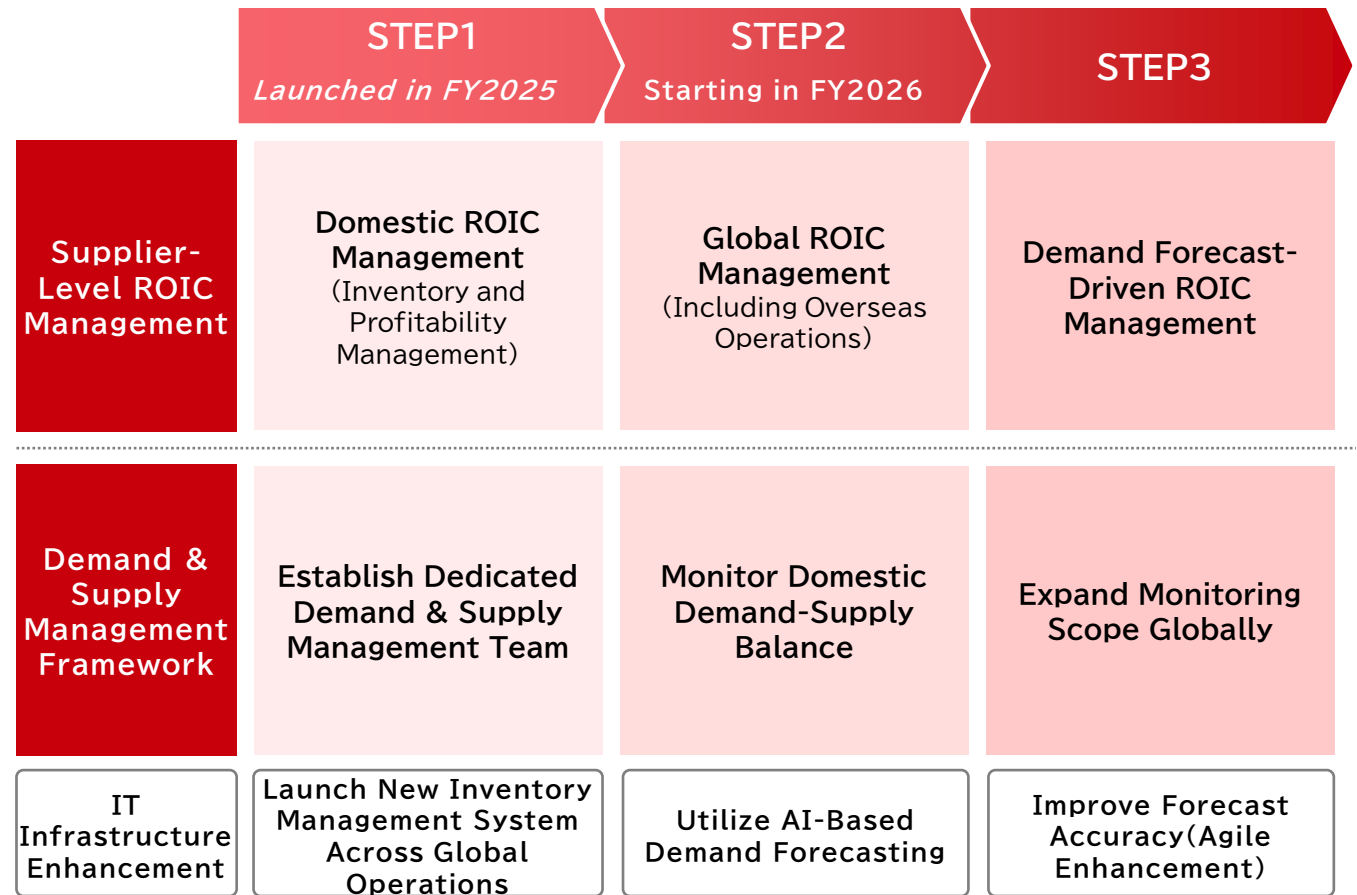 STEP1
Launched in FY2025
STEP2
Starting in FY2026
STEP3
Supplier-
Level ROIC
Management
Domestic ROIC
Management
(Inventory and
Profitability
Management)
Global ROIC
Management
(Including Overseas
Operations)
Demand Forecast-
Driven ROIC
Management
Demand &
Supply
Management
Framework
Establish Dedicated
Demand & Supply
Management Team
Monitor Domestic
Demand-Supply
Balance
Expand Monitoring
Scope Globally
IT
Infrastructure
Enhancement
Launch New Inventory
Management System
Across Global
Operations
Utilize AI-Based
Demand Forecasting
Improve Forecast
Accuracy(Agile
Enhancement)